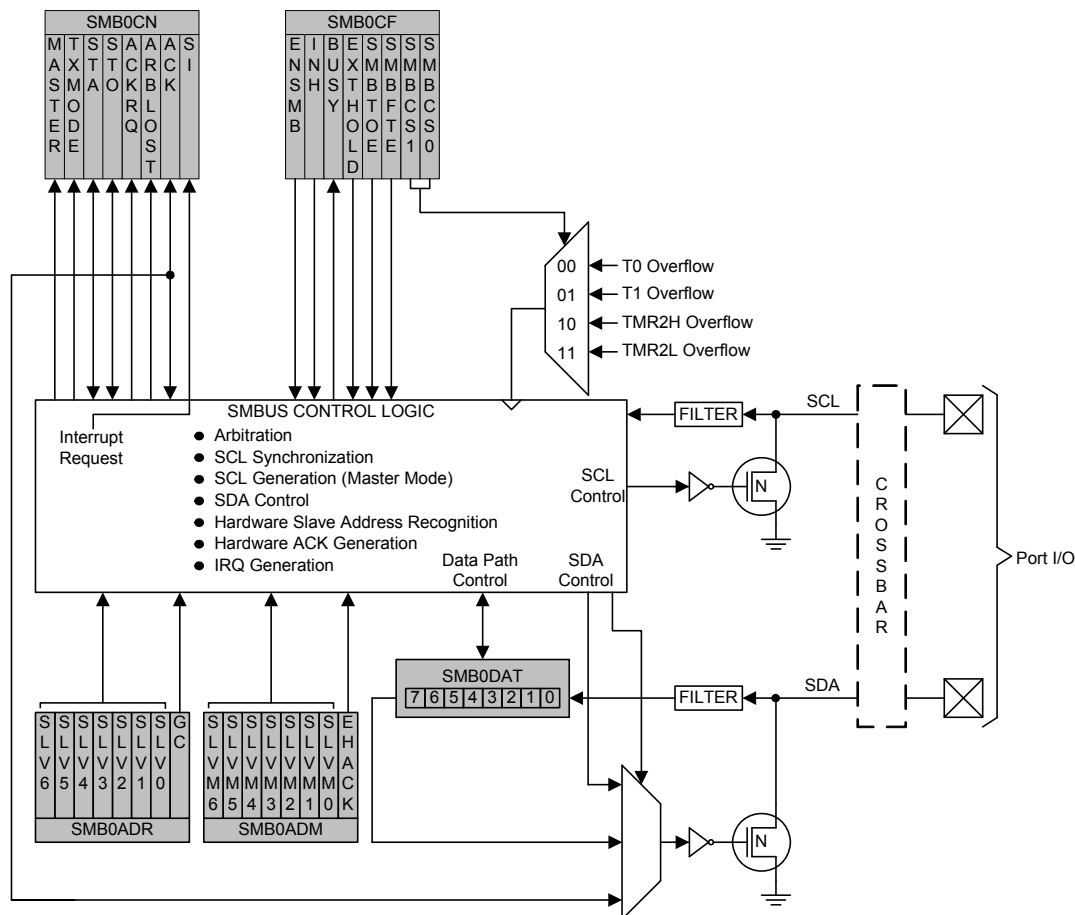 SMB0CN
MASTER
TXMODE
STA
STO
ACKRQ
ARBLOST
ACK
SI
SMB0CF
ENSMB
INH
BUSY
EXTHOLD
SMBTOE
SMBFTE
SMBCS1
SMBCS0
00
T0 Overflow
01
T1 Overflow
10
TMR2H Overflow
11
TMR2L Overflow
SMBUS CONTROL LOGIC
Interrupt
Request
● Arbitration
● SCL Synchronization
● SCL Generation (Master Mode)
● SDA Control
● Hardware Slave Address Recognition
● Hardware ACK Generation
● IRQ Generation
SCL
Control
Data Path
Control
SDA
Control
FILTER
SCL
N
CROSSBAR
Port I/O
SMB0DAT
7 6 5 4 3 2 1 0
FILTER
SDA
N
SLV6
SLV5
SLV4
SLV3
SLV2
SLV1
SLV0
GC
SMB0ADR
SLVM6
SLVM5
SLVM4
SLVM3
SLVM2
SLVM1
SLVM0
EHACK
SMB0ADM